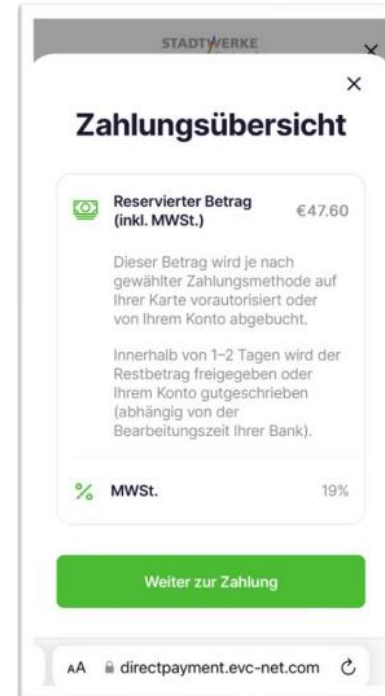 STADTWERKE
Zahlungsübersicht
Reservierter Betrag
(inkl. MWSt.)
€47.60
Dieser Betrag wird je nach
gewählter Zahlungsmethode auf
Ihrer Karte vorautorisiert oder
von Ihrem Konto abgebucht.
Innerhalb von 1–2 Tagen wird der
Restbetrag freigegeben oder
Ihrem Konto gutgeschrieben
(abhängig von der
Bearbeitungszeit Ihrer Bank).
MWSt.
19%
Weiter zur Zahlung
AA directpayment.evc-net.com